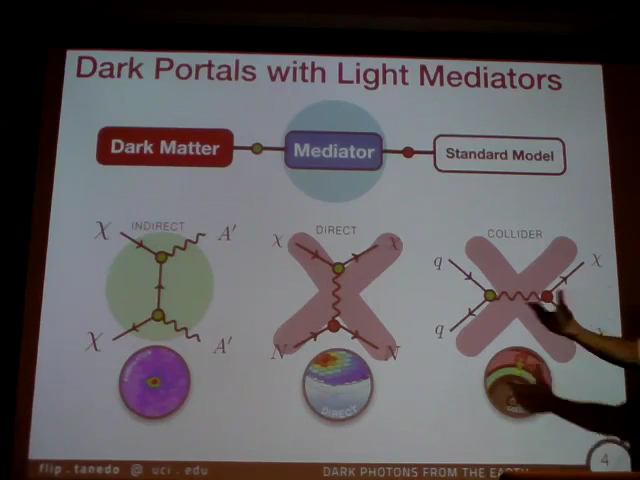 Dark Portals with Light Mediators
Dark Matter
Mediator
Standard Model
INDIRECT
DIRECT
COLLIDER
χ
A′
χ
χ
q
χ
χ
A′
N
N
q
χ
DIRECT
4
flip.tanedo @ uci.edu
DARK PHOTONS FROM THE EARTH